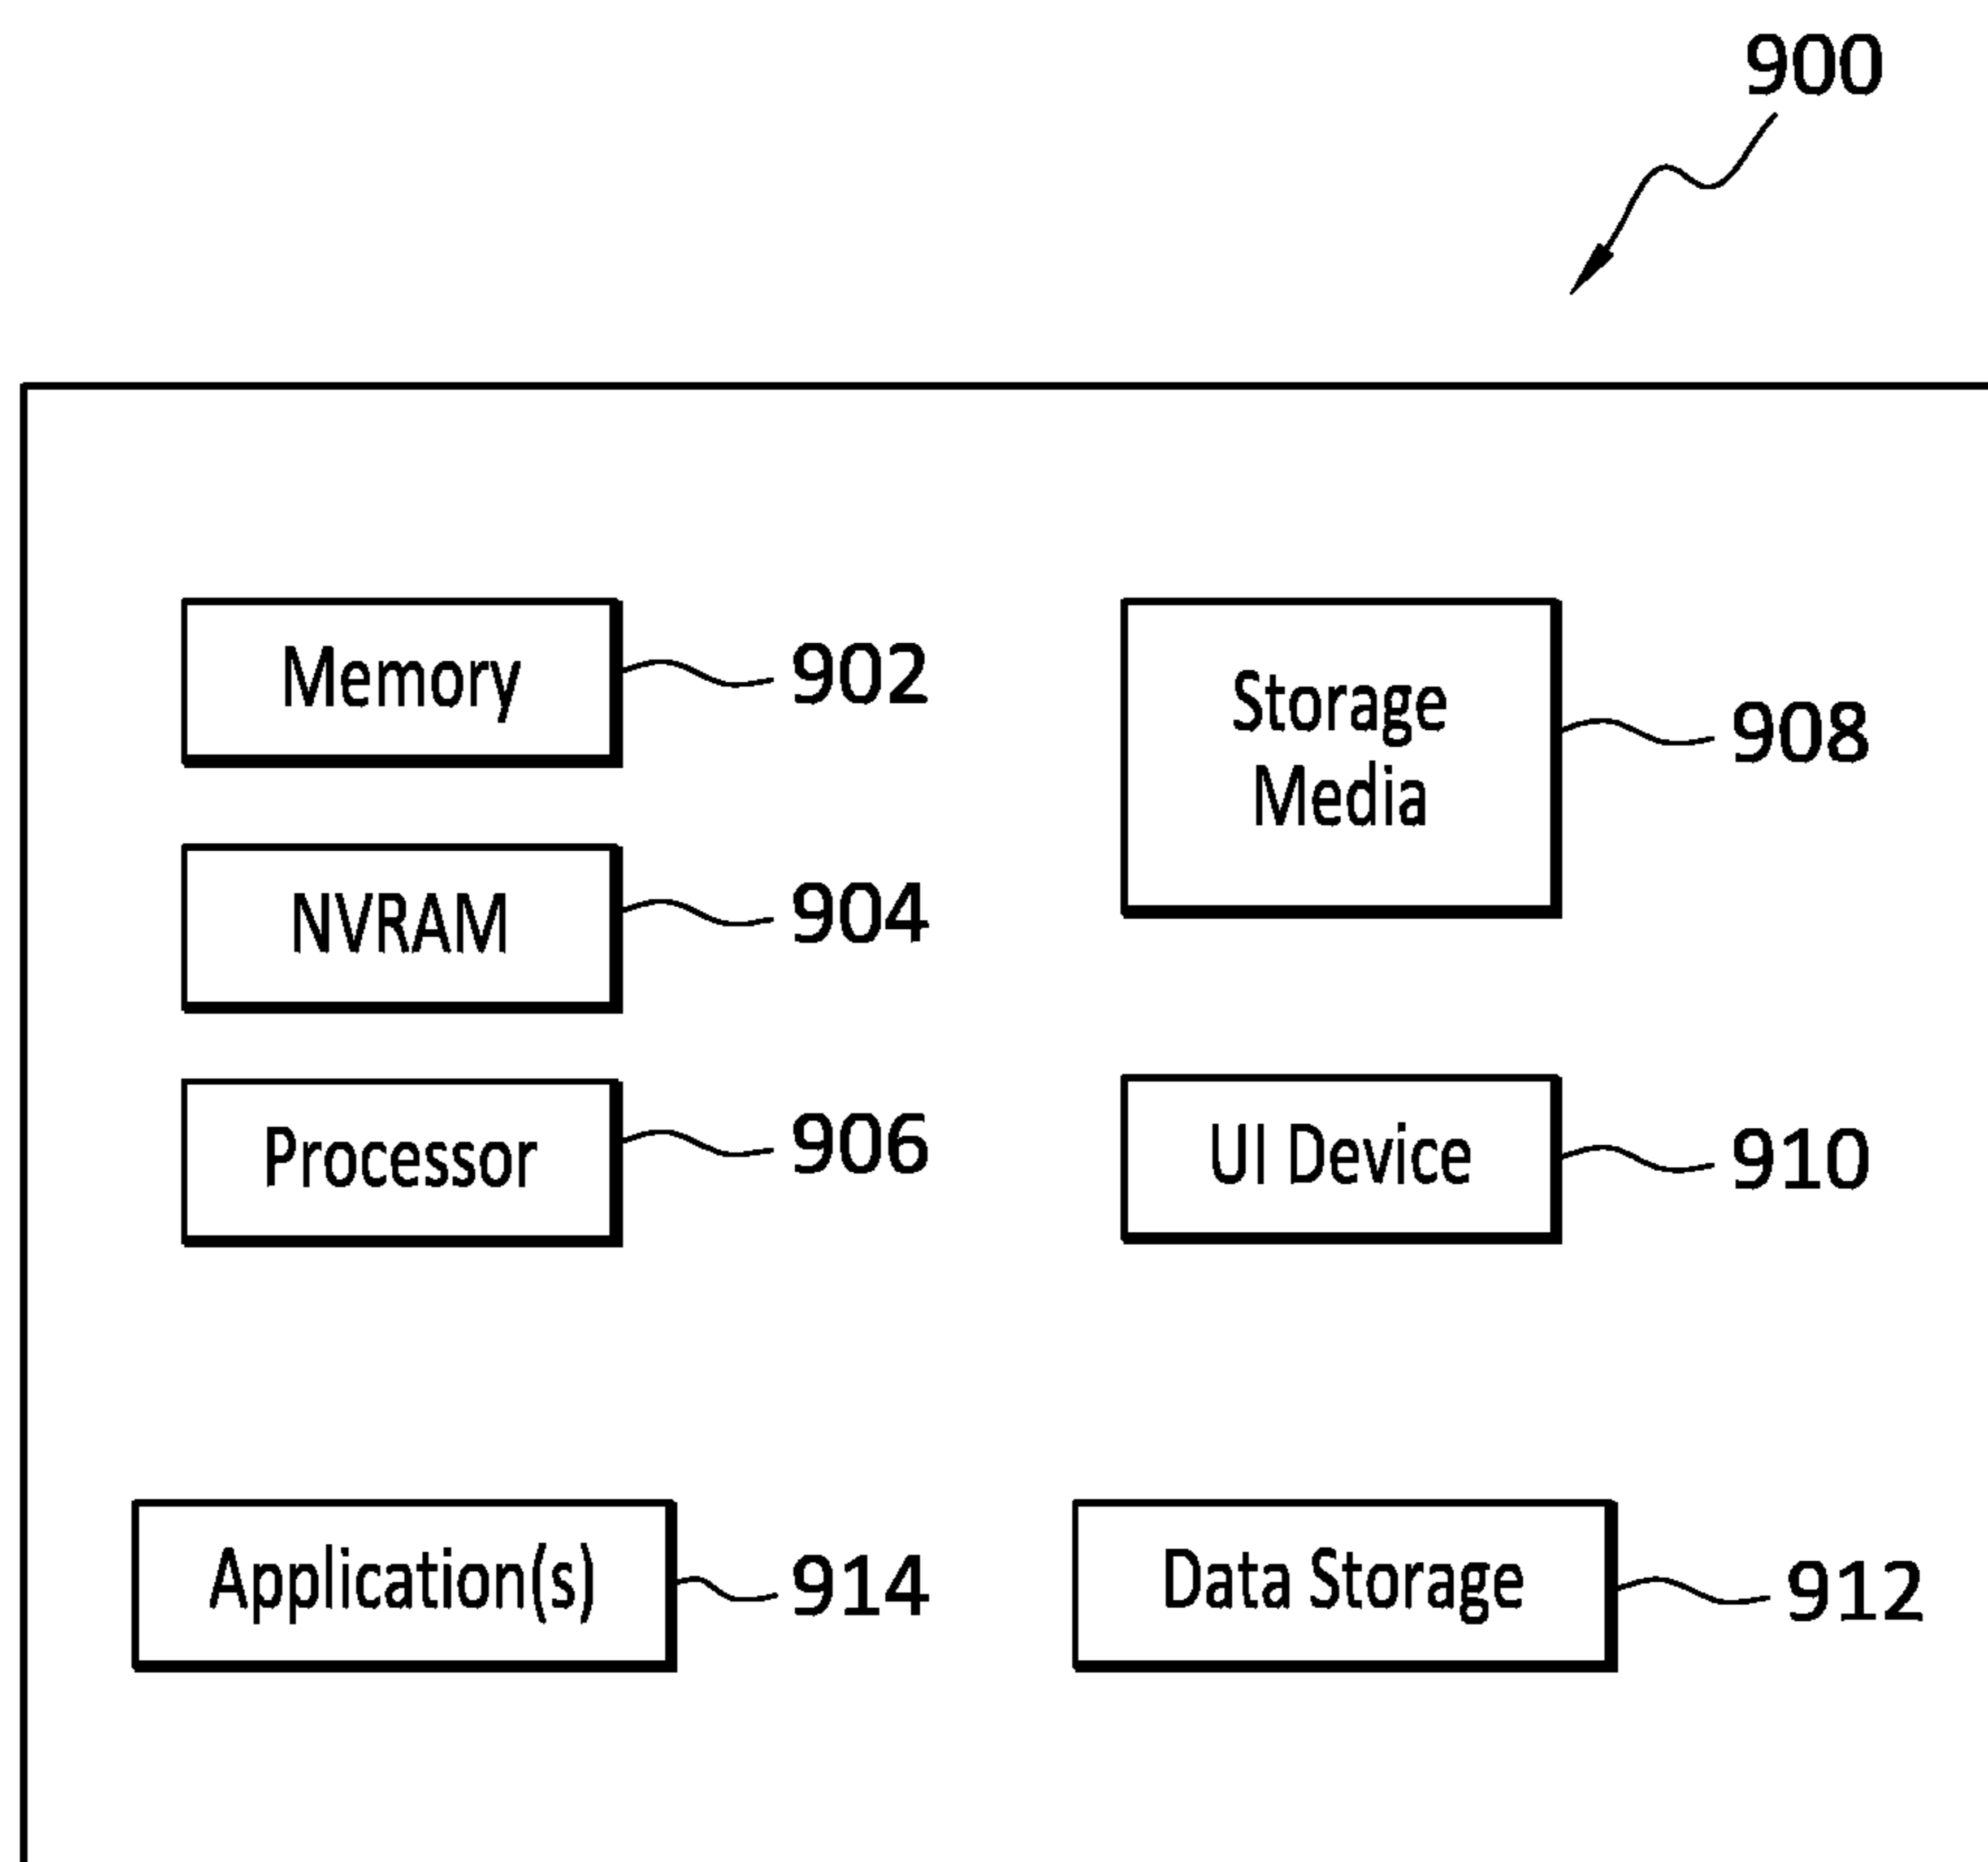 900
Memory
902
NVRAM
904
Processor
906
Storage
Media
908
UI Device
910
Application(s)
914
Data Storage
912